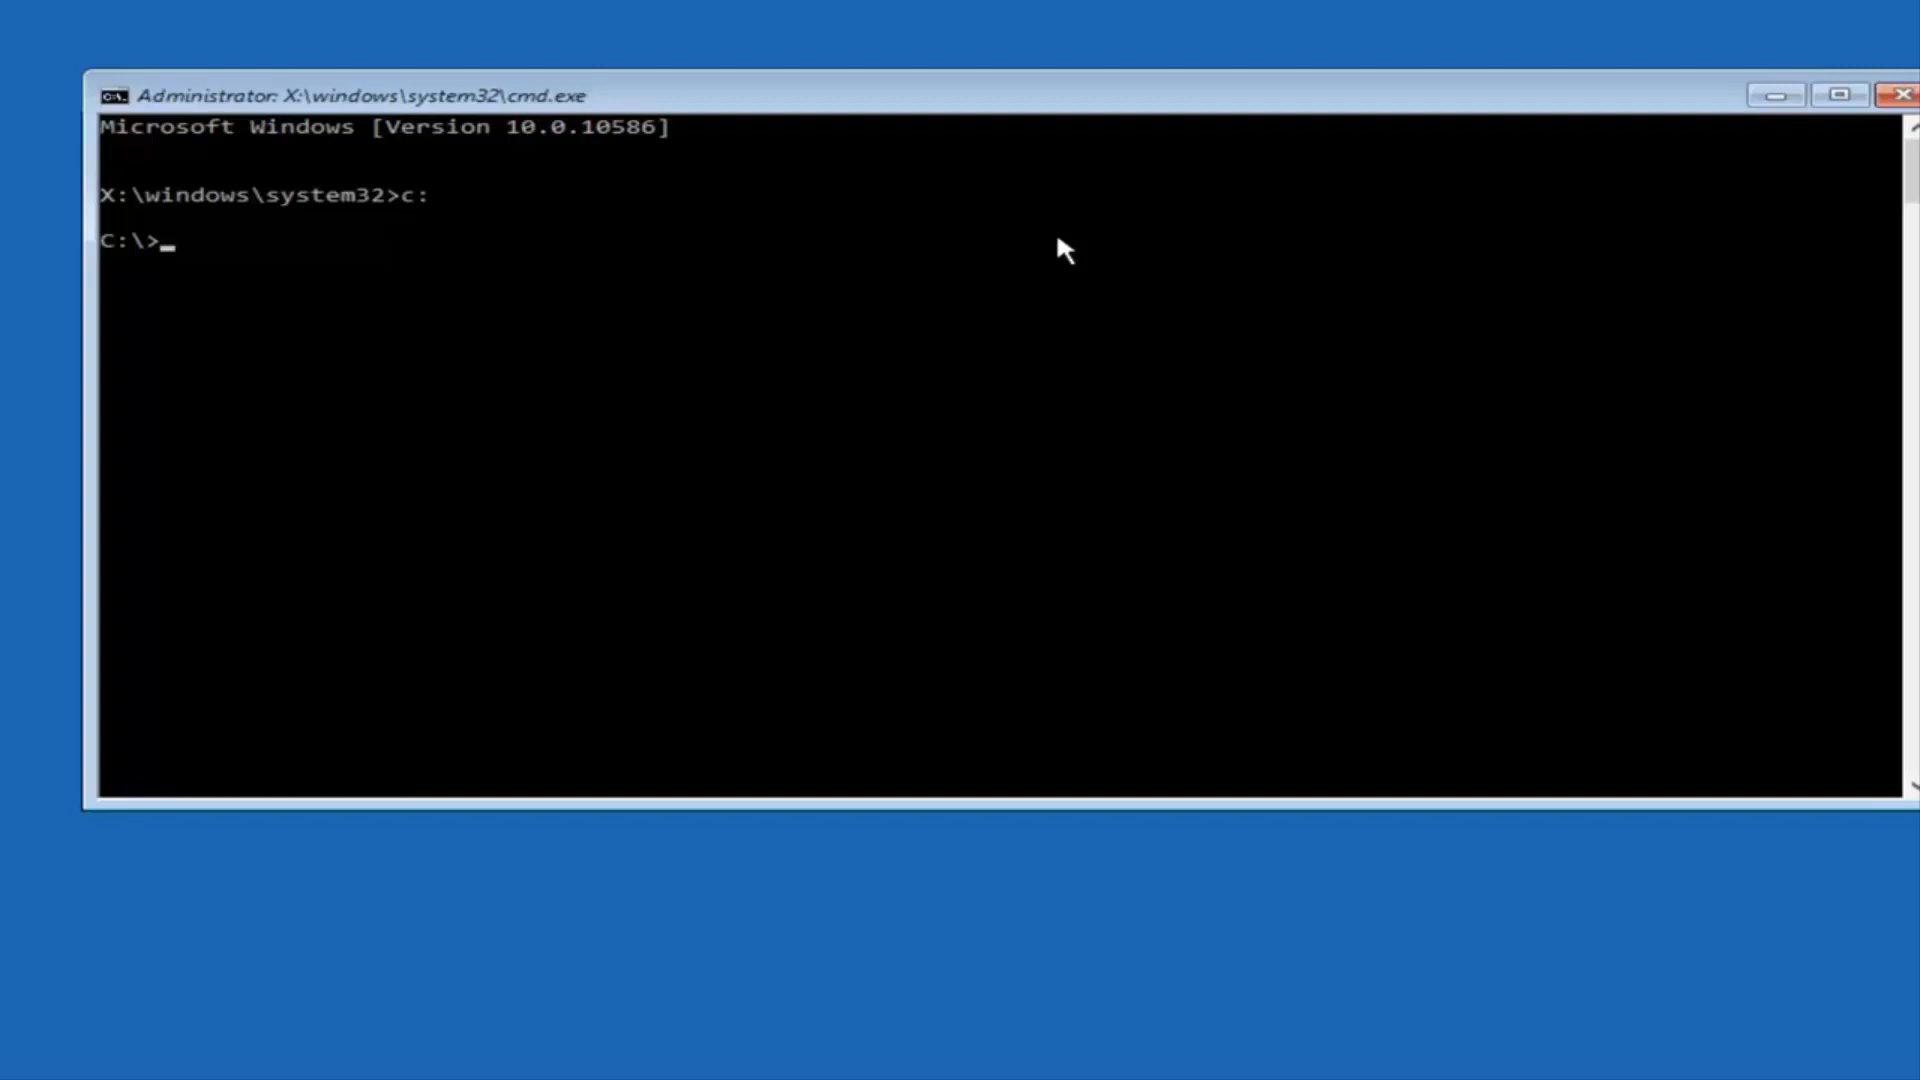 Administrator: X:\windows\system32\cmd.exe
Microsoft Windows [Version 10.0.10586]
X:\windows\system32>c:
C:\>